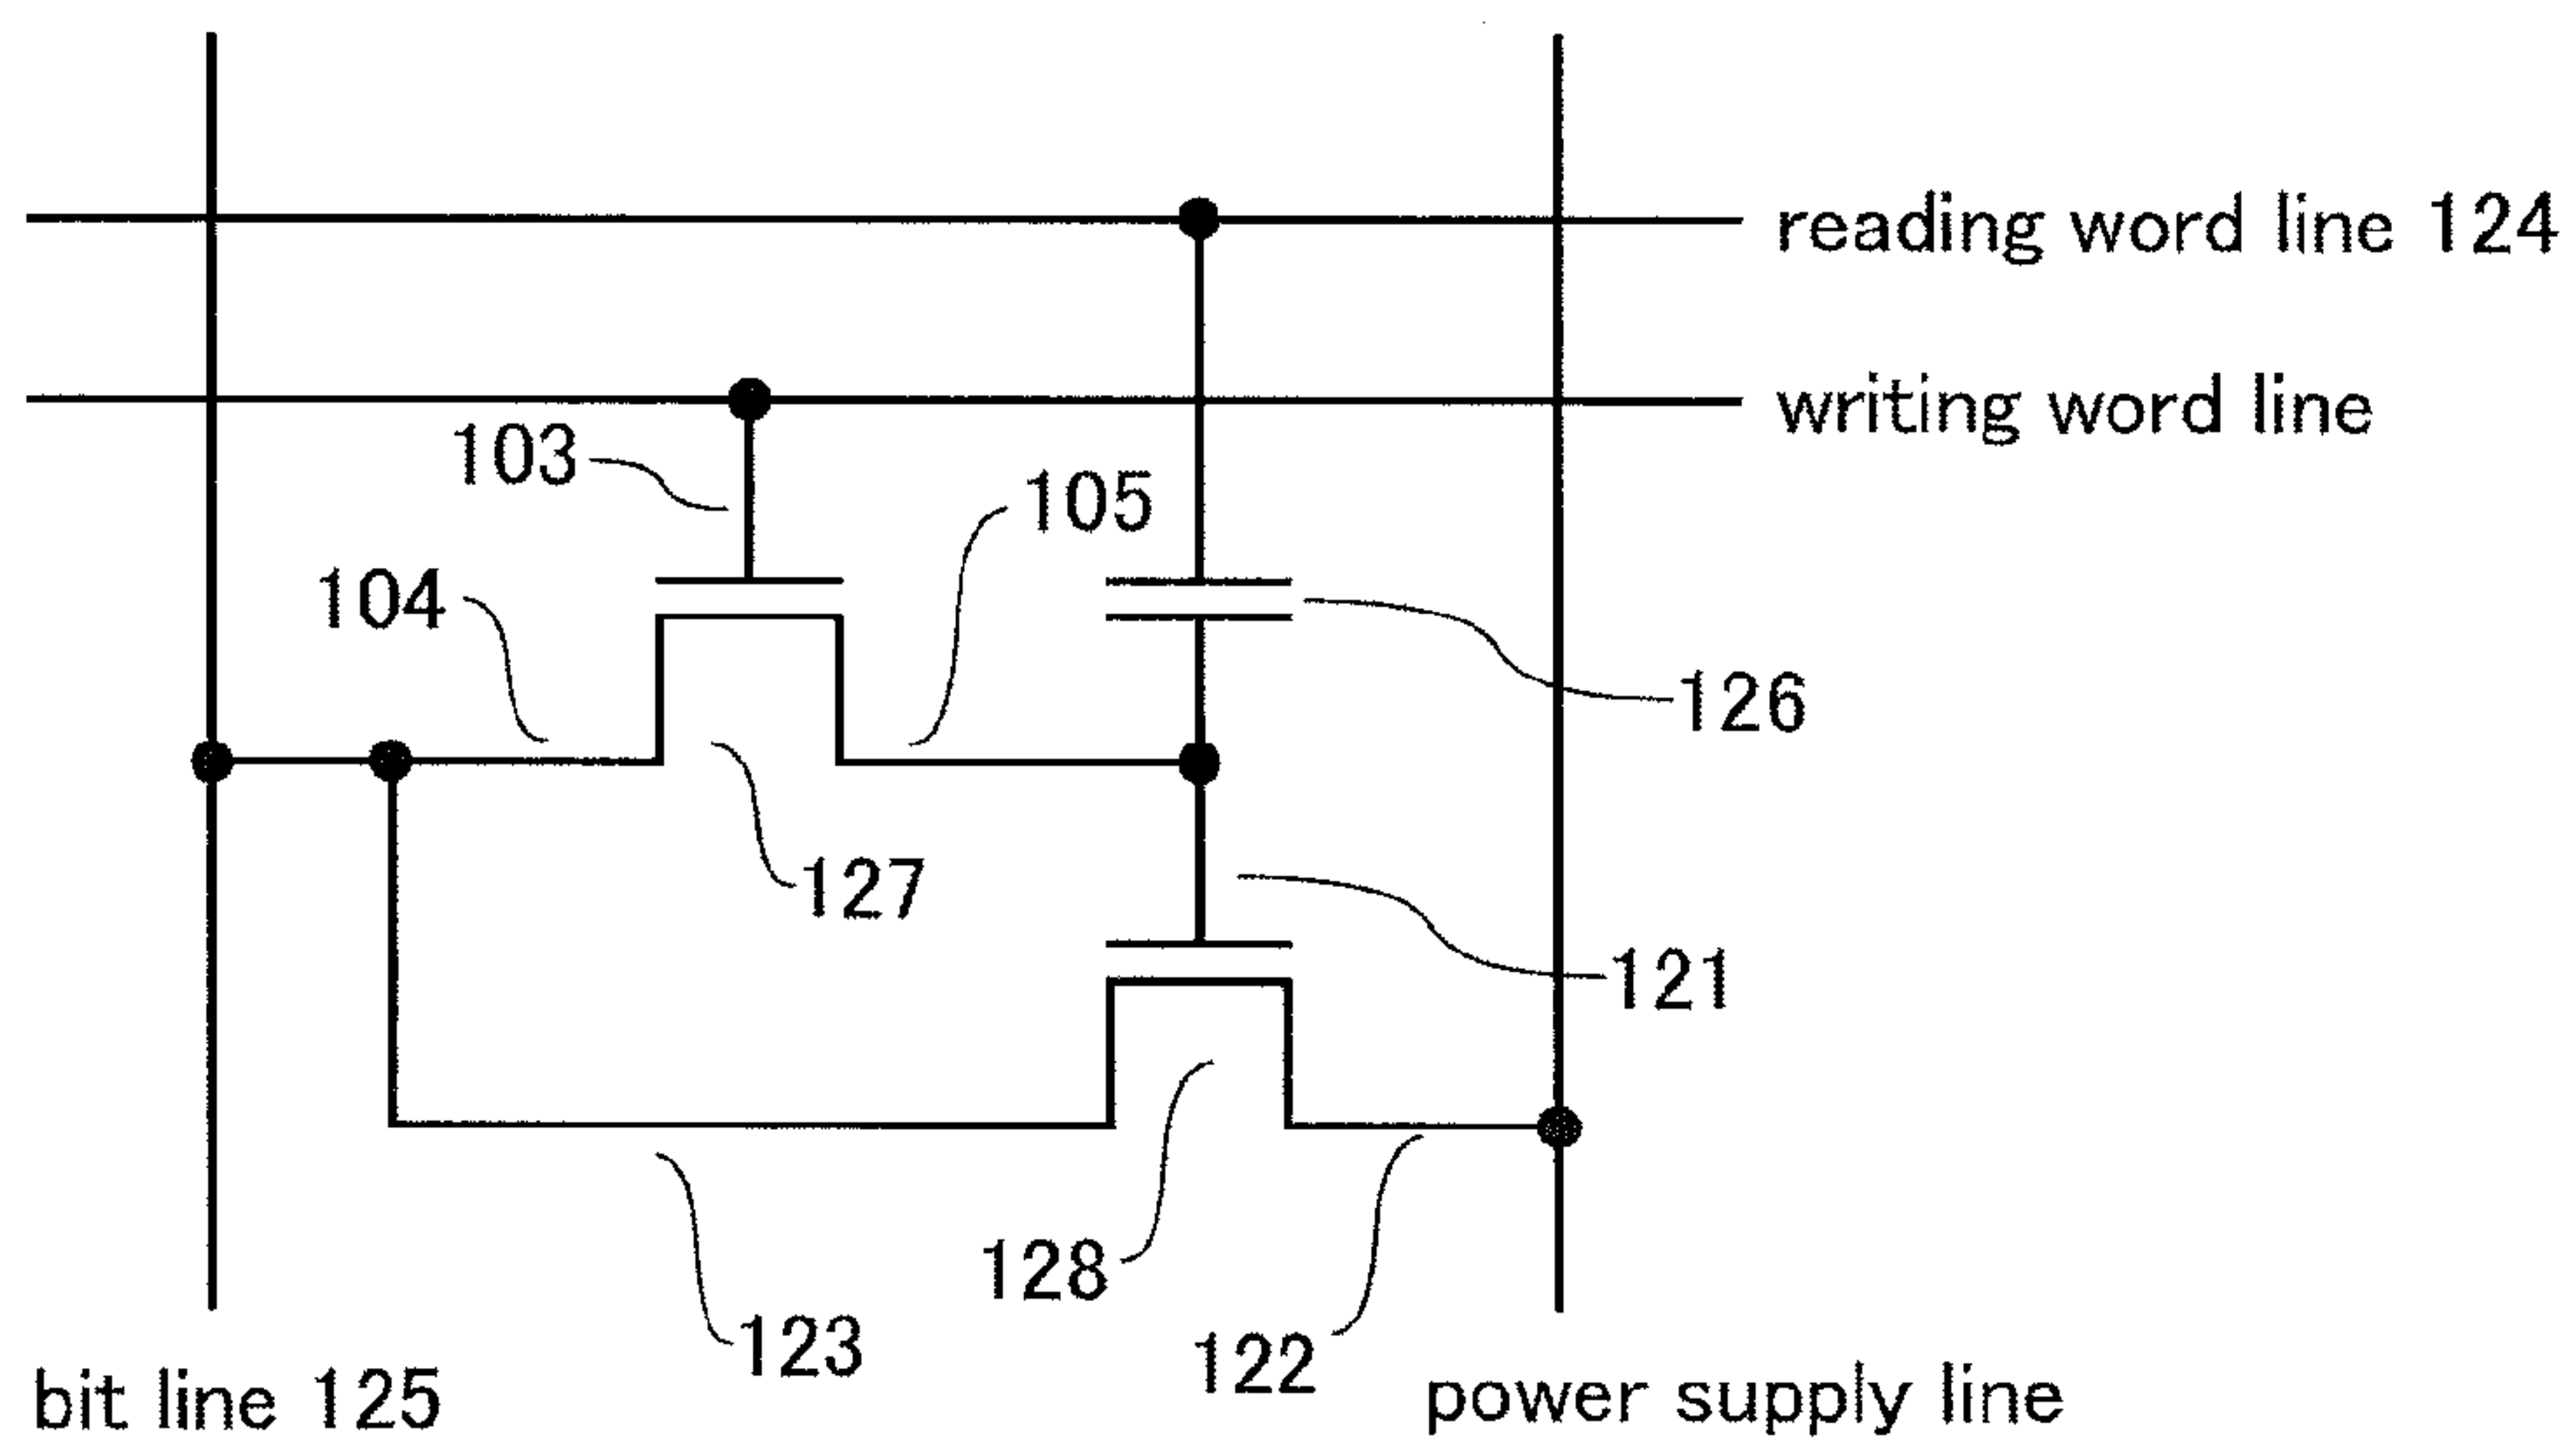 reading word line 124
writing word line
103
105
104
126
127
121
128
123
122
bit line 125
power supply line